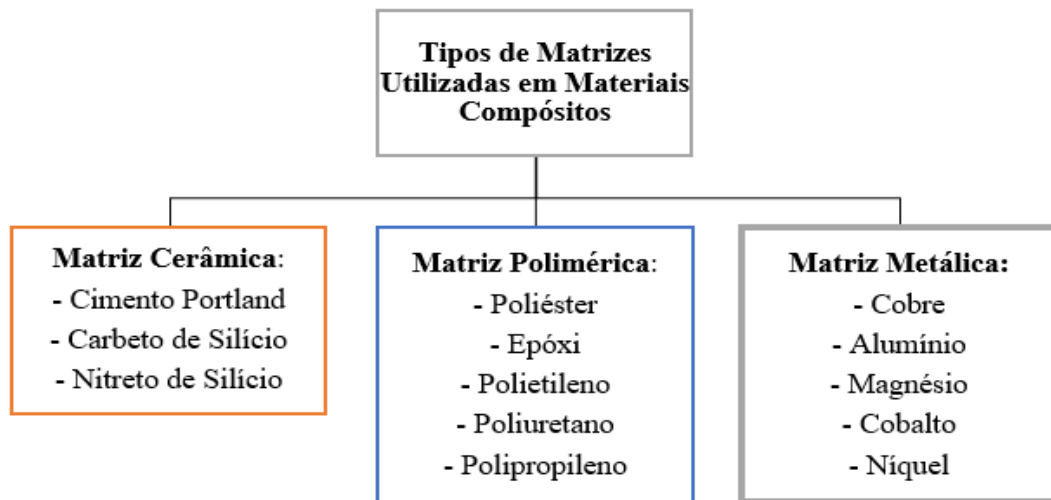 Tipos de Matrizes
Utilizadas em Materiais
Compósitos
Matriz Cerâmica:
- Cimento Portland
- Carbeto de Silício
- Nitreto de Silício
Matriz Polimérica:
- Poliéster
- Epóxi
- Polietileno
- Poliuretano
- Polipropileno
Matriz Metálica:
- Cobre
- Alumínio
- Magnésio
- Cobalto
- Níquel